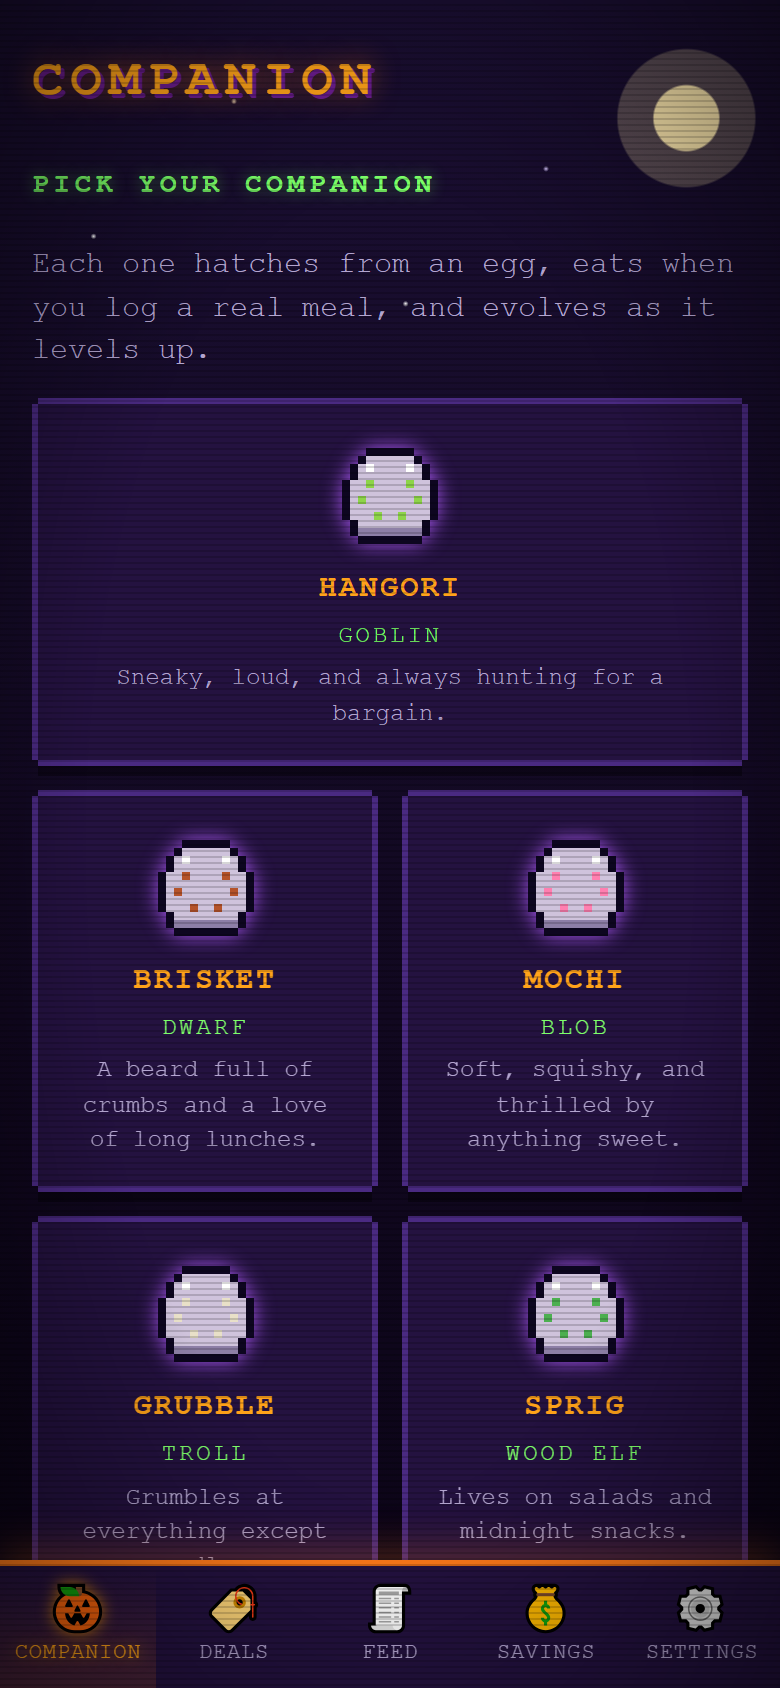 COMPANION
PICK YOUR COMPANION
Each one hatches from an egg, eats when
you log a real meal, and evolves as it
levels up.
HANGORI
GOBLIN
Sneaky, loud, and always hunting for a
bargain.
BRISKET
DWARF
A beard full of
crumbs and a love
of long lunches.
MOCHI
BLOB
Soft, squishy, and
thrilled by
anything sweet.
GRUBBLE
TROLL
Grumbles at
everything except
SPRIG
WOOD ELF
Lives on salads and
midnight snacks.
COMPANION
DEALS
FEED
SAVINGS
SETTINGS